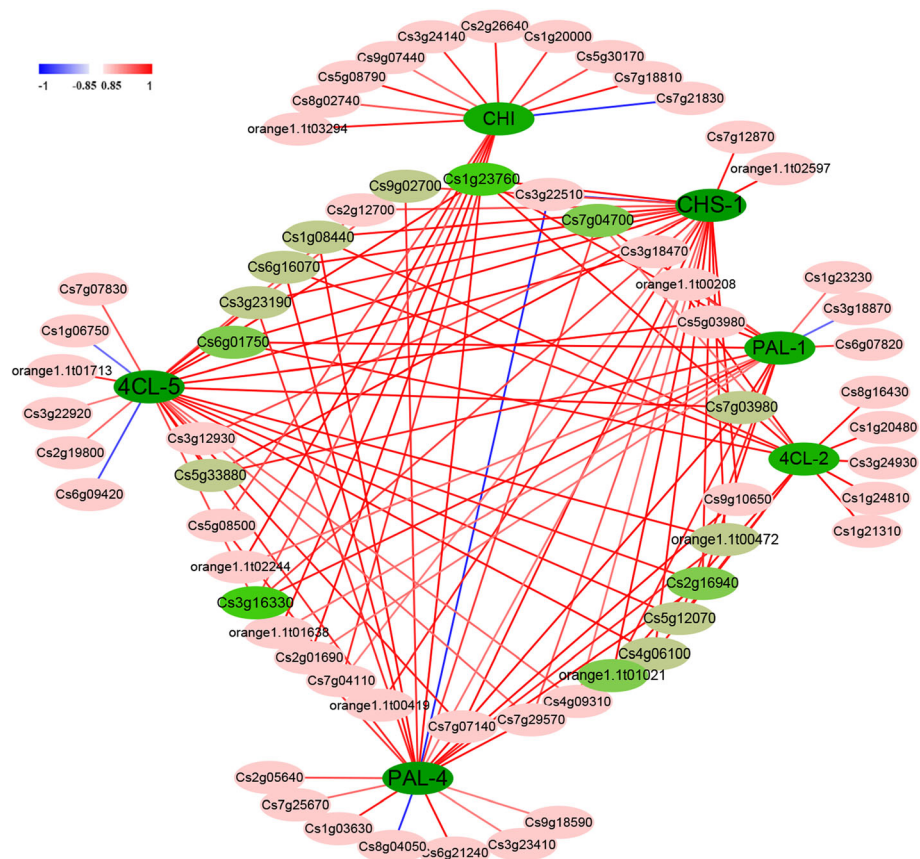 Cs2g26640
Cs3g24140
Cs1g20000
Cs9g07440
Cs5g30170
Cs5g08790
Cs7g18810
Cs8g02740
Cs7g21830
orange1.1t03294
CHI
-1
-0.85
0.85
1
Cs7g12870
orange1.1t02597
Cs1g23760
Cs9g02700
Cs3g22510
CHS-1
Cs2g12700
Cs7g04700
Cs1g08440
Cs3g18470
Cs6g16070
orange1.1t00208
Cs1g23230
Cs7g07830
Cs3g23190
Cs3g18870
Cs5g03980
Cs1g06750
Cs6g01750
PAL-1
Cs6g07820
orange1.1t01713
4CL-5
Cs8g16430
Cs7g03980
Cs3g22920
Cs1g20480
Cs3g12930
Cs2g19800
4CL-2
Cs3g24930
Cs5g33880
Cs6g09420
Cs9g10650
Cs1g24810
Cs5g08500
Cs1g21310
orange1.1t00472
orange1.1t02244
Cs2g16940
Cs3g16330
Cs5g12070
orange1.1t01638
Cs2g01690
Cs4g06100
Cs7g04110
orange1.1t01021
orange1.1t00419
Cs4g09310
Cs7g07140
Cs7g29570
PAL-4
Cs2g05640
Cs7g25670
Cs9g18590
Cs1g03630
Cs3g23410
Cs8g04050
Cs6g21240